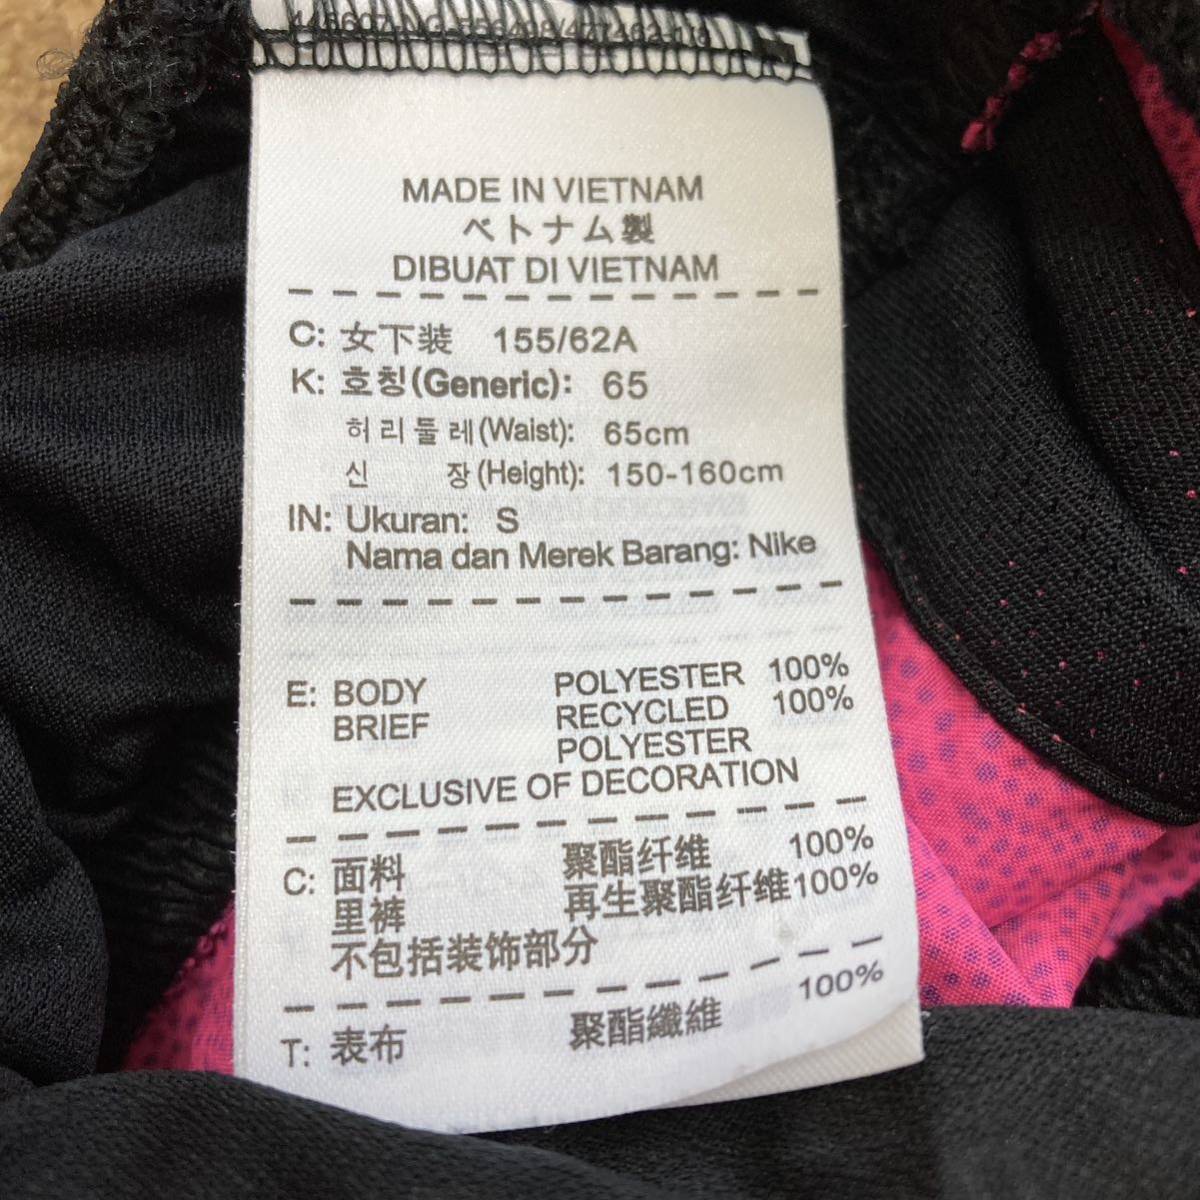 MADE IN VIETNAM
ベトナム製
DIBUAT DI VIETNAM
C: 女下装 155/62A
K: 호칭(Generic): 65
허리둘레(Waist): 65cm
신 장(Height): 150-160cm
IN: Ukuran: S
Nama dan Merek Barang: Nike
E: BODY POLYESTER 100%
BRIEF RECYCLED 100%
POLYESTER
EXCLUSIVE OF DECORATION
C: 面料 聚酯纤维 100%
里裤 再生聚酯纤维100%
不包括装饰部分
T: 表布 聚酯纖維 100%